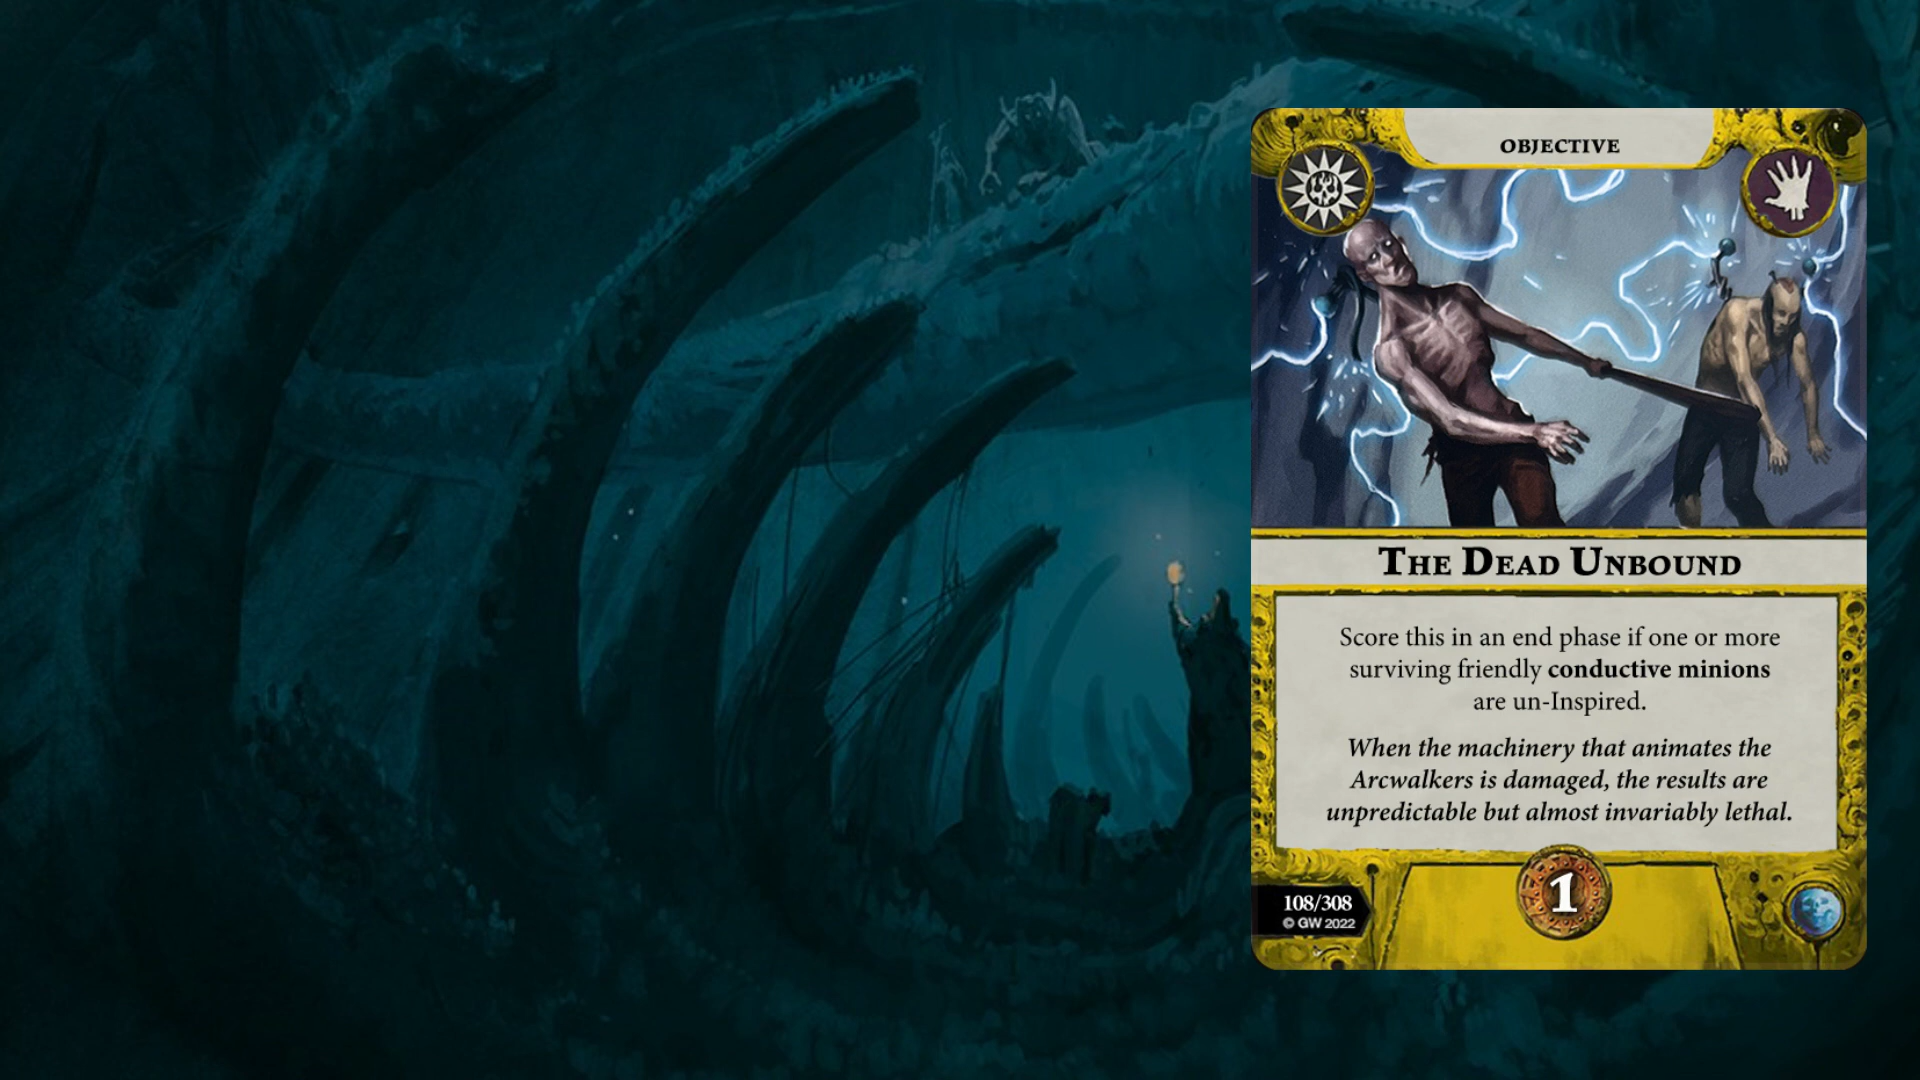 OBJECTIVE
THE DEAD UNBOUND
Score this in an end phase if one or more
surviving friendly conductive minions
are un-Inspired.
When the machinery that animates the
Arcwalkers is damaged, the results are
unpredictable but almost invariably lethal.
1
108/308
© GW 2022